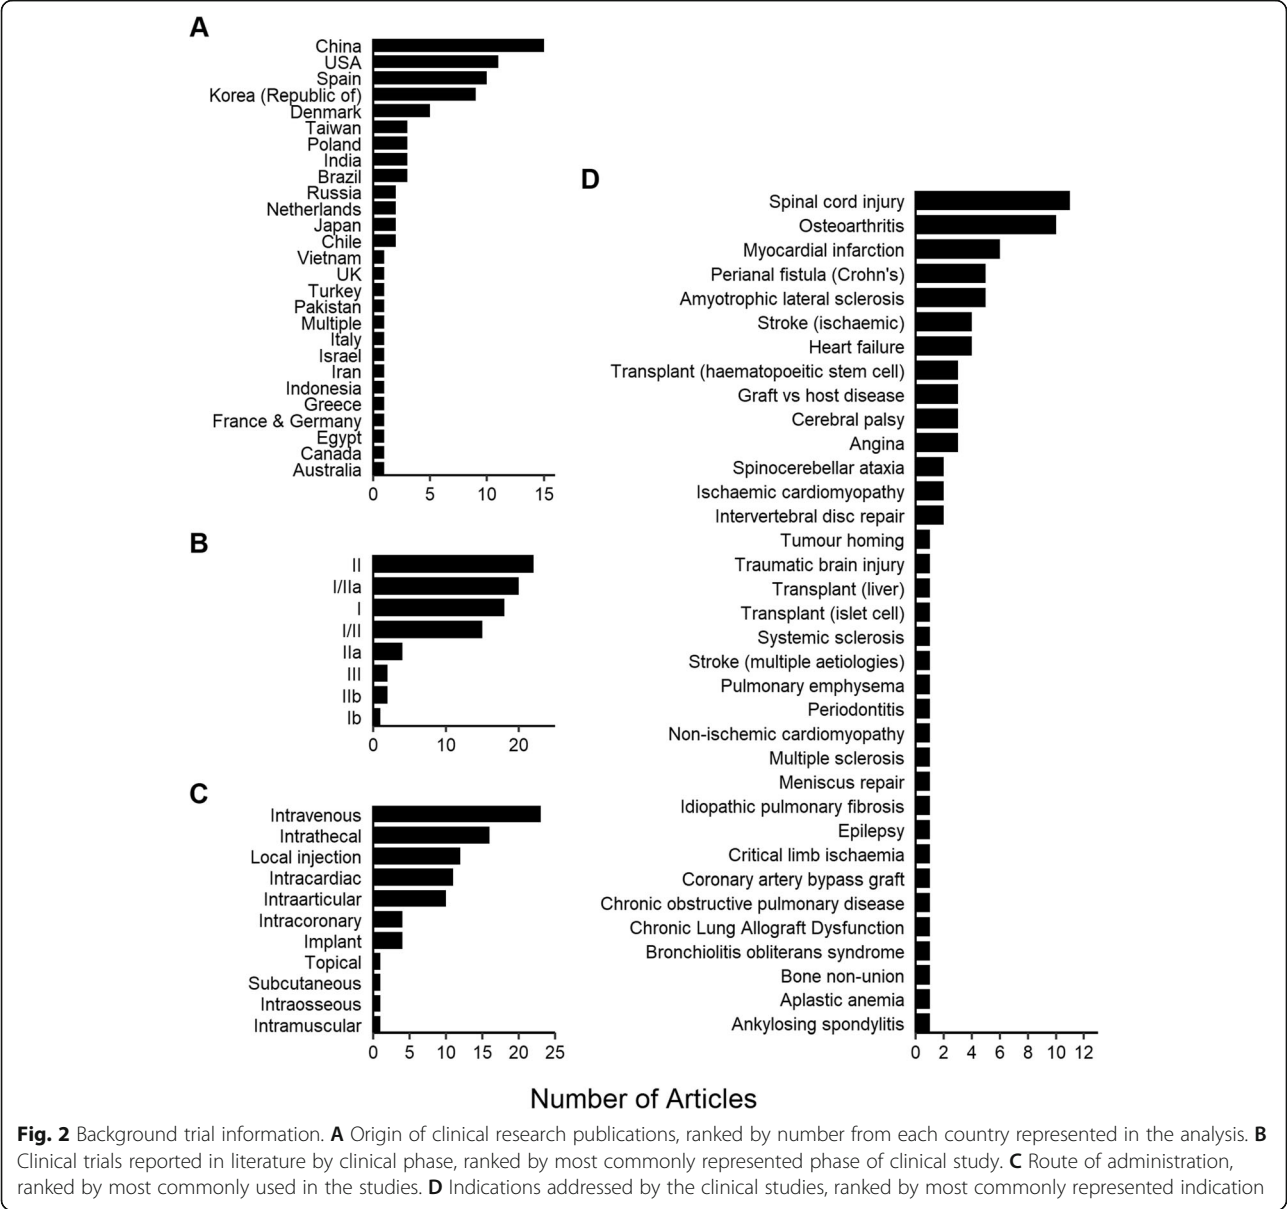 A
China
USA
Spain
Korea (Republic of)
Denmark
Taiwan
Poland
India
Brazil
Russia
Netherlands
Japan
Chile
Vietnam
UK
Turkey
Pakistan
Multiple
Italy
Israel
Iran
Indonesia
Greece
France & Germany
Egypt
Canada
Australia
0 5 10 15
B
II
I/IIa
I
I/II
IIa
III
IIb
Ib
0 10 20
C
Intravenous
Intrathecal
Local injection
Intracardiac
Intraarticular
Intracoronary
Implant
Topical
Subcutaneous
Intraosseous
Intramuscular
0 5 10 15 20 25
D
Spinal cord injury
Osteoarthritis
Myocardial infarction
Perianal fistula (Crohn's)
Amyotrophic lateral sclerosis
Stroke (ischaemic)
Heart failure
Transplant (haematopoeitic stem cell)
Graft vs host disease
Cerebral palsy
Angina
Spinocerebellar ataxia
Ischaemic cardiomyopathy
Intervertebral disc repair
Tumour homing
Traumatic brain injury
Transplant (liver)
Transplant (islet cell)
Systemic sclerosis
Stroke (multiple aetiologies)
Pulmonary emphysema
Periodontitis
Non-ischemic cardiomyopathy
Multiple sclerosis
Meniscus repair
Idiopathic pulmonary fibrosis
Epilepsy
Critical limb ischaemia
Coronary artery bypass graft
Chronic obstructive pulmonary disease
Chronic Lung Allograft Dysfunction
Bronchiolitis obliterans syndrome
Bone non-union
Aplastic anemia
Ankylosing spondylitis
0 2 4 6 8 10 12
Number of Articles
Fig. 2 Background trial information. A Origin of clinical research publications, ranked by number from each country represented in the analysis. B
Clinical trials reported in literature by clinical phase, ranked by most commonly represented phase of clinical study. C Route of administration,
ranked by most commonly used in the studies. D Indications addressed by the clinical studies, ranked by most commonly represented indication